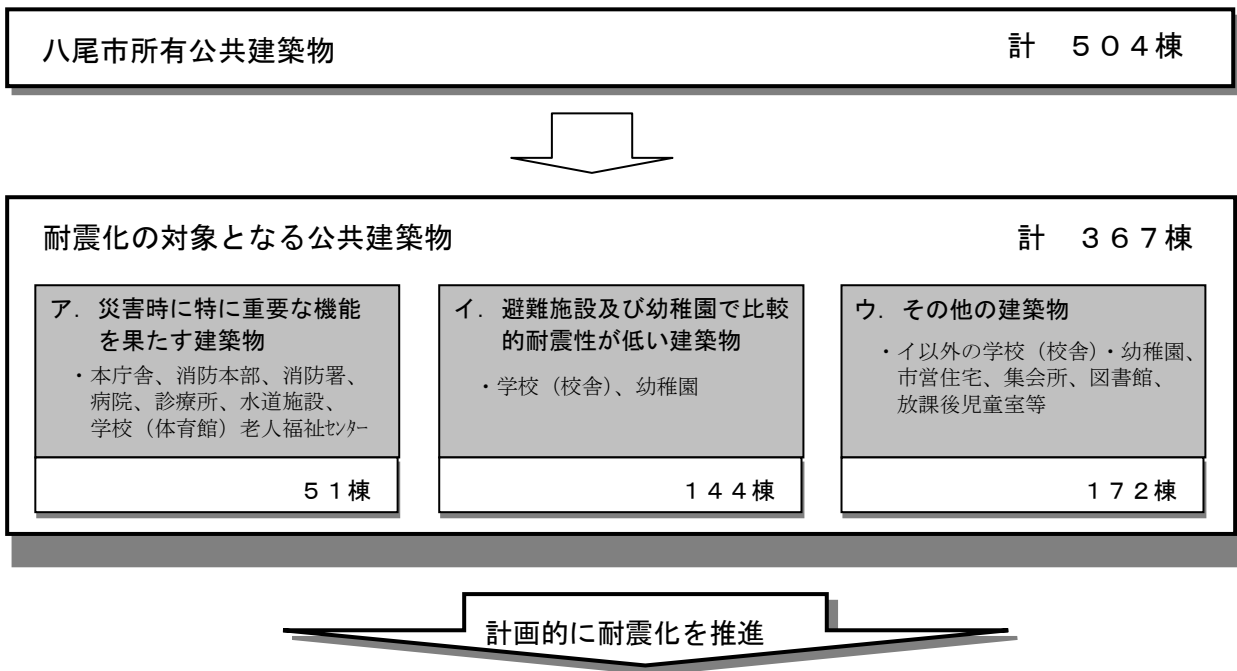 八尾市所有公共建築物 計 ５０４棟
耐震化の対象となる公共建築物 計 ３６７棟
ア．災害時に特に重要な機能
を果たす建築物
・本庁舎、消防本部、消防署、
病院、診療所、水道施設、
学校（体育館）老人福祉ｾﾝﾀｰ
５１棟
イ．避難施設及び幼稚園で比較
的耐震性が低い建築物
・学校（校舎）、幼稚園
１４４棟
ウ．その他の建築物
・イ以外の学校（校舎）・幼稚園、
市営住宅、集会所、図書館、
放課後児童室等
１７２棟
計画的に耐震化を推進